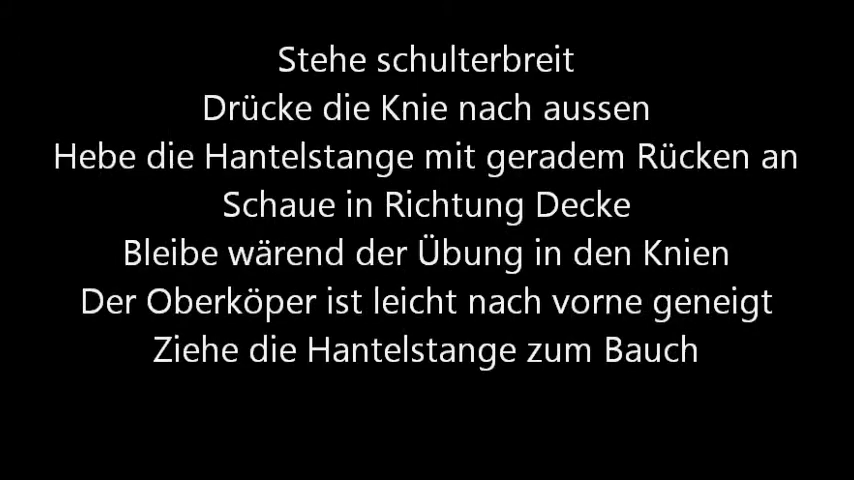 Stehe schulterbreit
Drücke die Knie nach aussen
Hebe die Hantelstange mit geradem Rücken an
Schaue in Richtung Decke
Bleibe wärend der Übung in den Knien
Der Oberköper ist leicht nach vorne geneigt
Ziehe die Hantelstange zum Bauch